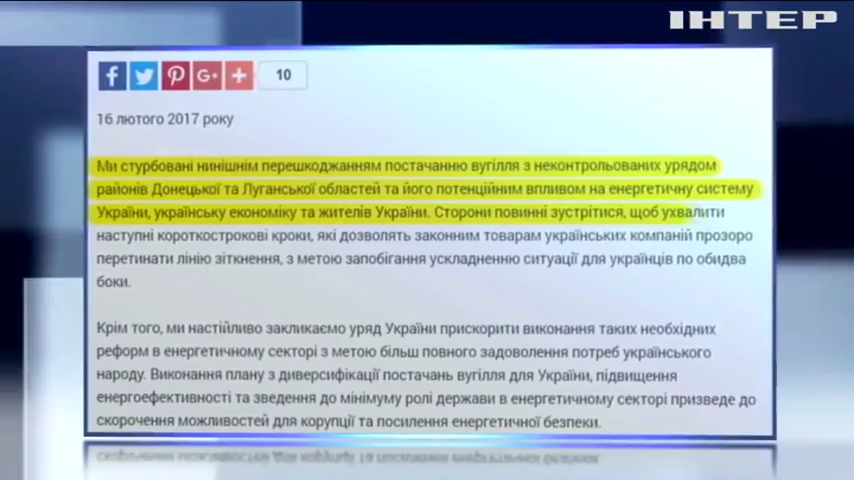 ІНТЕР
10
16 лютого 2017 року
Ми стурбовані нинішнім перешкоджанням постачанню вугілля з неконтрольованих урядом
районів Донецької та Луганської областей та його потенційним впливом на енергетичну систему
України, українську економіку та жителів України. Сторони повинні зустрітися, щоб ухвалити
наступні короткострокові кроки, які дозволять законним товарам українських компаній прозоро
перетинати лінію зіткнення, з метою запобігання ускладненню ситуації для українців по обидва
боки.
Крім того, ми настійливо закликаємо уряд України прискорити виконання таких необхідних
реформ в енергетичному секторі з метою більш повного задоволення потреб українського
народу. Виконання плану з диверсифікації постачань вугілля для України, підвищення
енергоефективності та зведення до мінімуму ролі держави в енергетичному секторі призведе до
скорочення можливостей для корупції та посилення енергетичної безпеки.